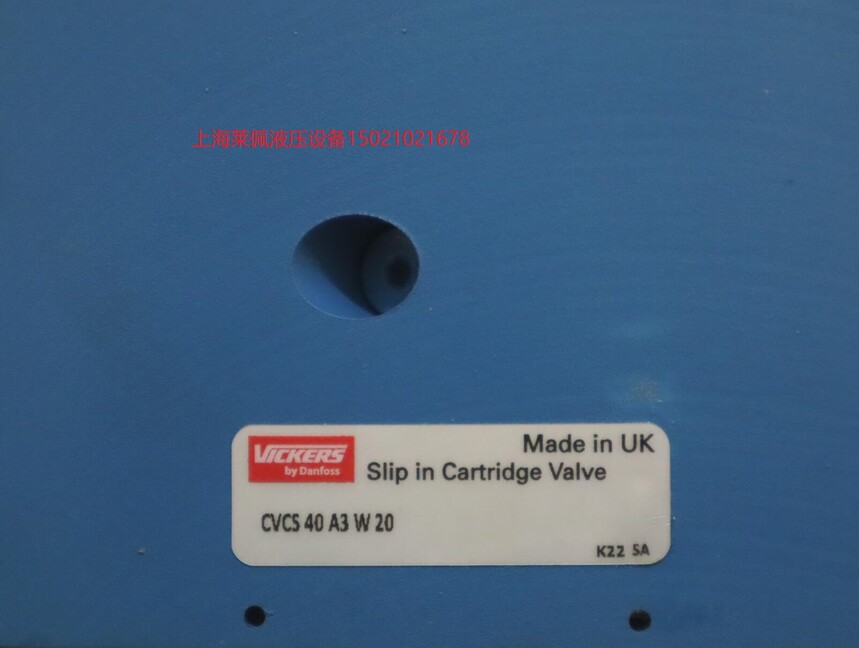 上海莱佩液压设备15021021678
VICKERS
by Danfoss
Made in UK
Slip in Cartridge Valve
CVCS 40 A3 W 20
K22 SA